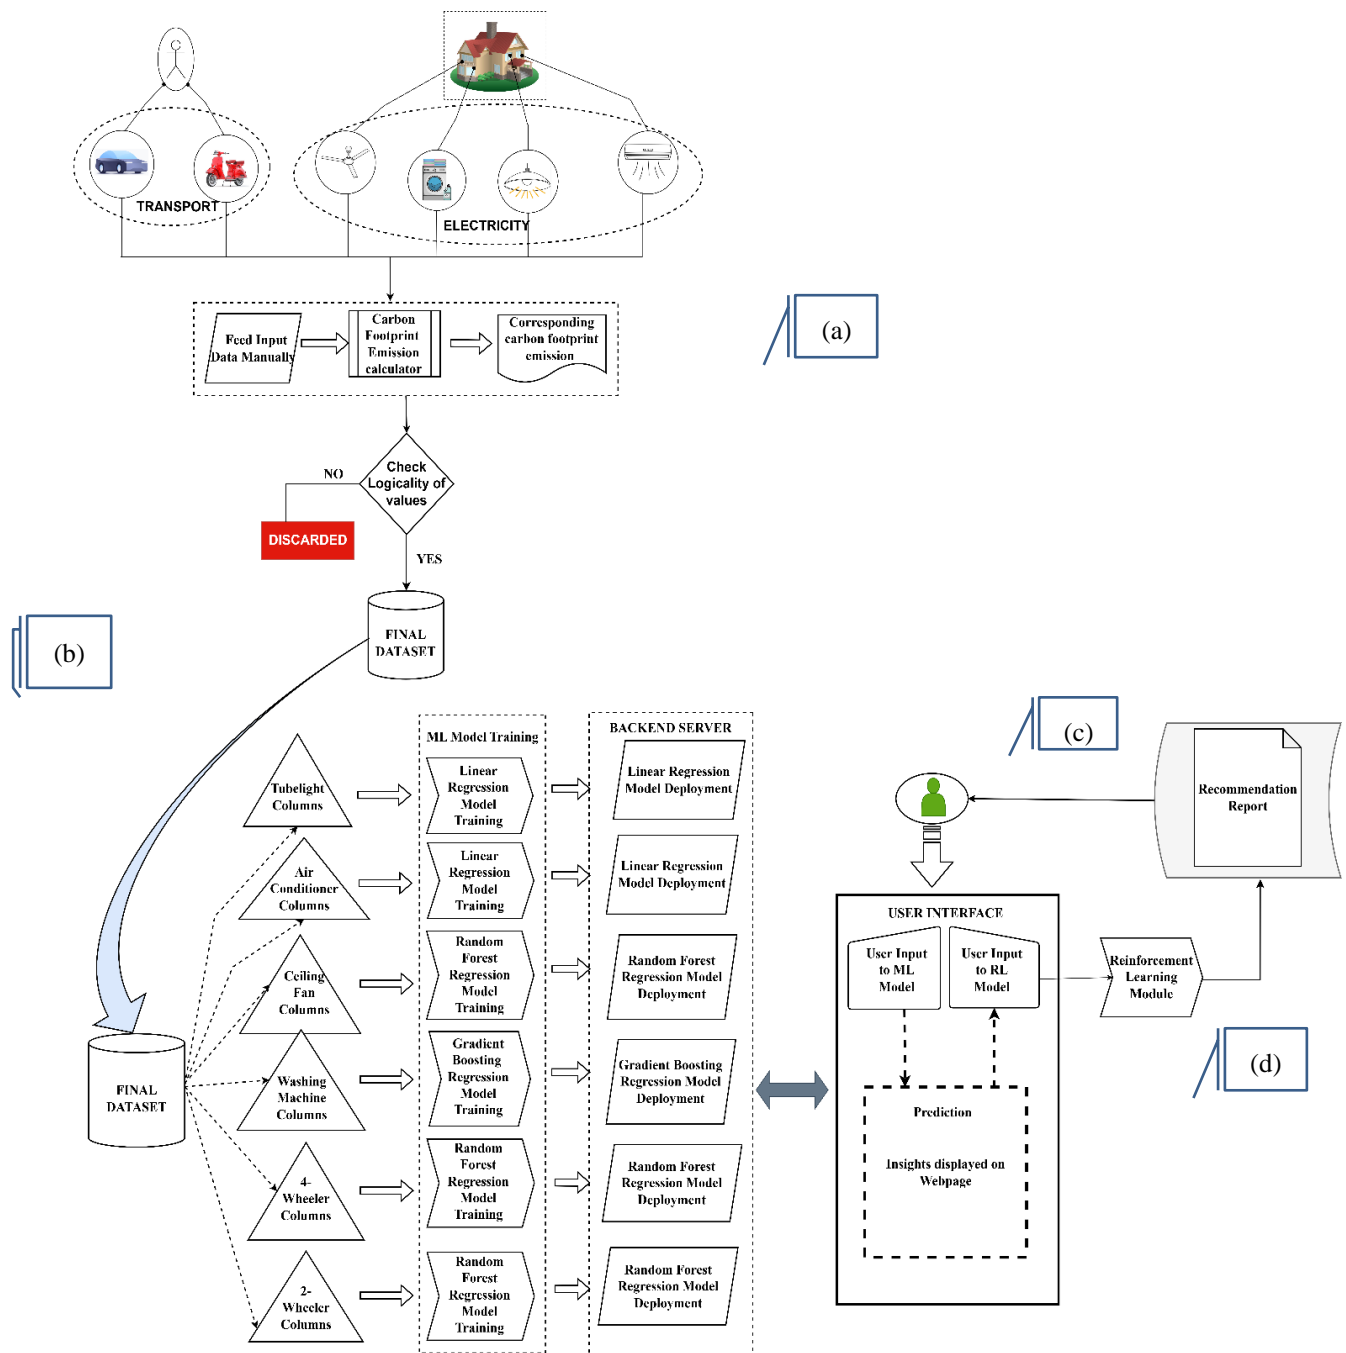 TRANSPORT
ELECTRICITY
Feed Input
Data Manually
Carbon
Footprint
Emission
calculator
Corresponding
carbon footprint
emission
(a)
Check
Logicality of
values
NO
DISCARDED
YES
FINAL
DATASET
(b)
FINAL
DATASET
Tubelight
Columns
Air
Conditioner
Columns
Ceiling
Fan
Columns
Washing
Machine
Columns
4-
Wheeler
Columns
2-
Wheeler
Columns
ML Model Training
Linear
Regression
Model
Training
Linear
Regression
Model
Training
Random
Forest
Regression
Model
Training
Gradient
Boosting
Regression
Model
Training
Random
Forest
Regression
Model
Training
Random
Forest
Regression
Model
Training
BACKEND SERVER
Linear Regression
Model Deployment
Linear Regression
Model Deployment
Random Forest
Regression Model
Deployment
Gradient Boosting
Regression Model
Deployment
Random Forest
Regression Model
Deployment
Random Forest
Regression Model
Deployment
(c)
Recommendation
Report
USER INTERFACE
User Input
to ML
Model
User Input
to RL
Model
Reinforcement
Learning
Module
(d)
Prediction
Insights displayed on
Webpage